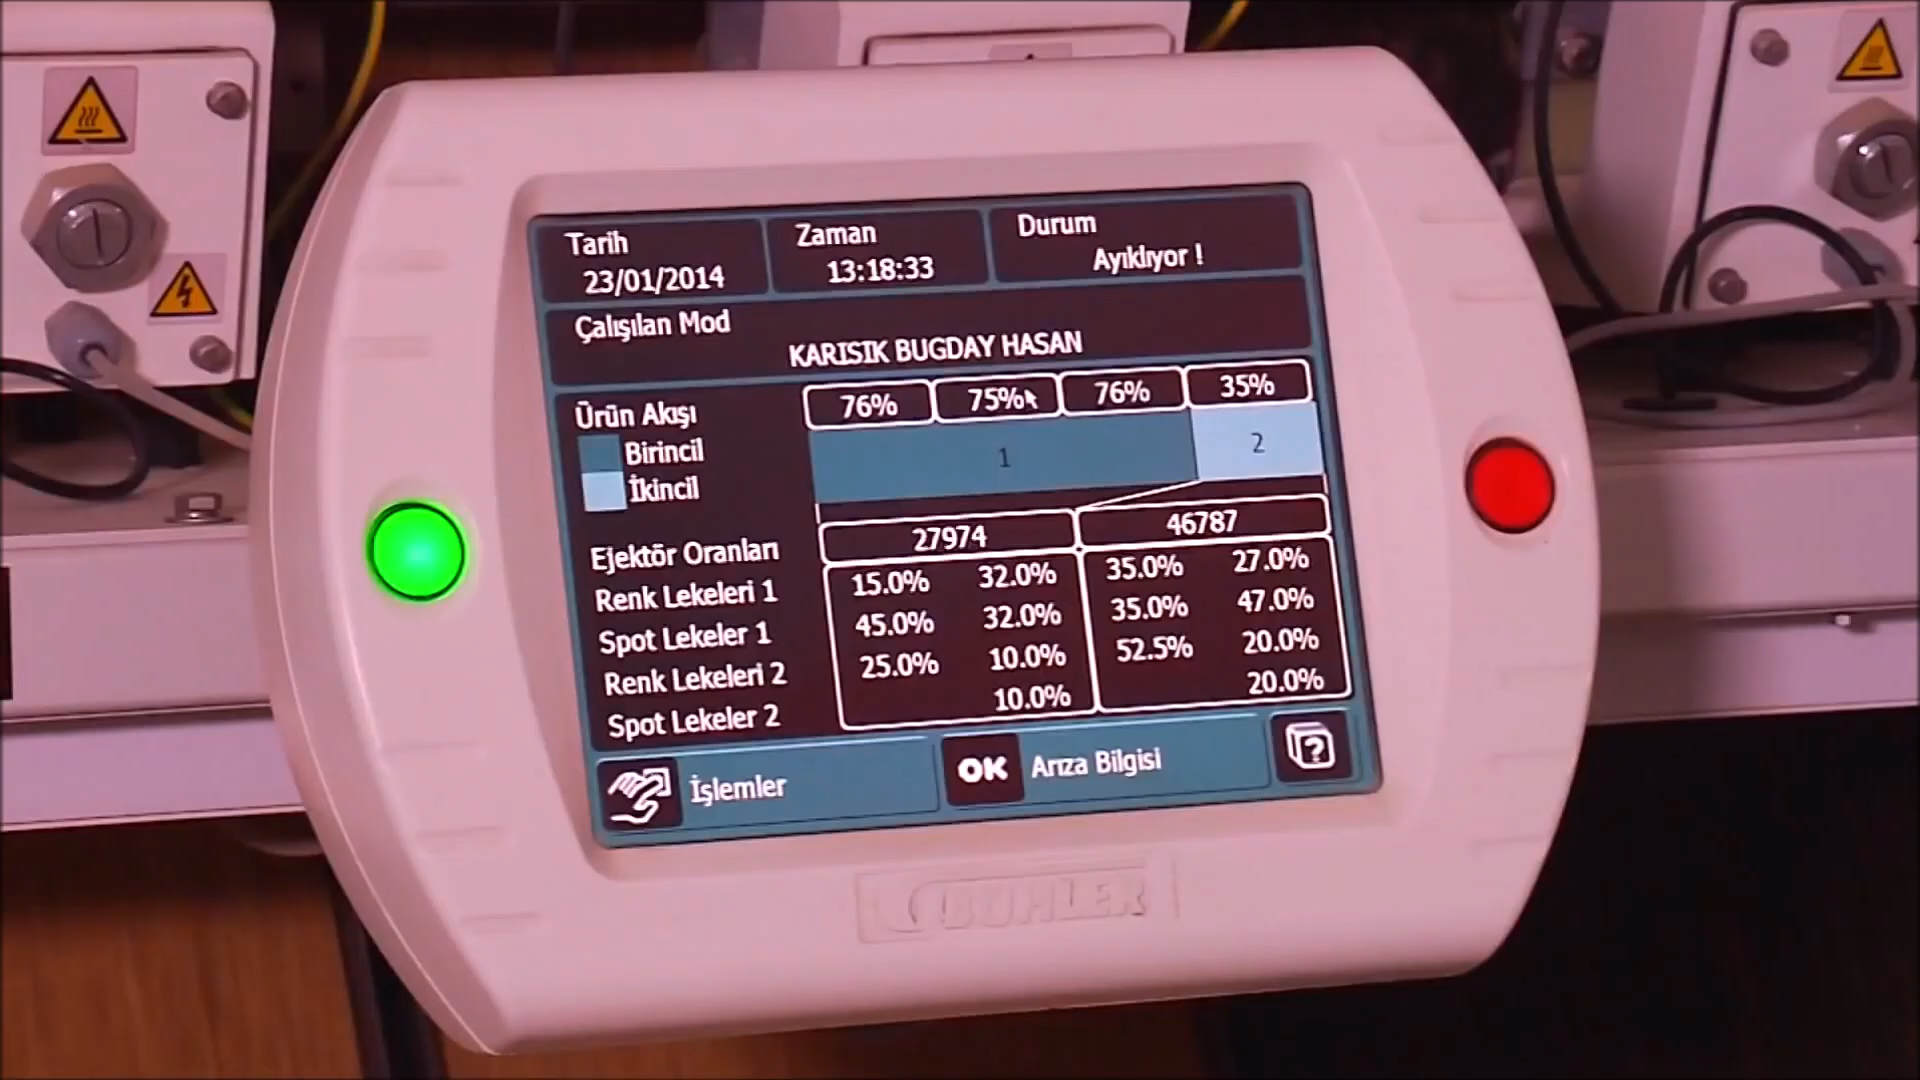 Tarih
23/01/2014
Zaman
13:18:33
Durum
Ayıklıyor !
Çalışılan Mod
KARISIK BUGDAY HASAN
Ürün Akışı 76% 75% 76% 35%
Birincil
İkincil
1 2
Ejektör Oranları 27974 46787
Renk Lekeleri 1 15.0% 32.0% 35.0% 27.0%
Spot Lekeler 1 45.0% 32.0% 35.0% 47.0%
Renk Lekeleri 2 25.0% 10.0% 52.5% 20.0%
Spot Lekeler 2 10.0% 20.0%
İşlemler OK Arıza Bilgisi ?
BÜHLER